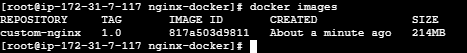 [root@ip-172-31-7-117 nginx-docker]# docker images
REPOSITORY TAG IMAGE ID CREATED SIZE
custom-nginx 1.0 817a503d9811 About a minute ago 214MB
[root@ip-172-31-7-117 nginx-docker]#